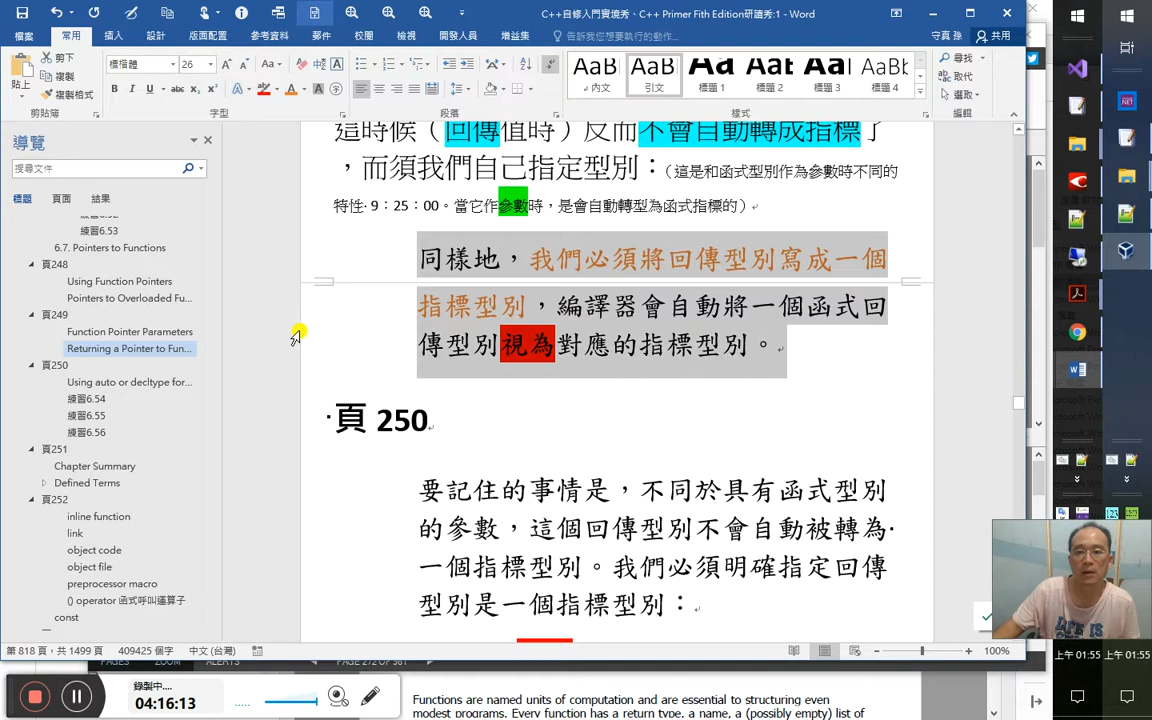 C++自修入門實境秀、C++ Primer Fith Edition研讀秀:1 - Word
檔案 常用 插入 設計 版面配置 參考資料 郵件 校閱 檢視 開發人員 增益集 告訴我您想要執行的動作... 守真 孫 共用
貼上 剪下 複製 複製格式
標楷體 26
AaB AaB Aa AaB AaB AaBb
內文 引文 標題 1 標題 2 標題 3 標題 4
尋找 取代 選取
剪貼簿 字型 段落 樣式 編輯
導覽
搜尋文件
標題 頁面 結果
練習6.53
6.7. Pointers to Functions
頁248
Using Function Pointers
Pointers to Overloaded Fu...
頁249
Function Pointer Parameters
Returning a Pointer to Fun...
頁250
Using auto or decltype for...
練習6.54
練習6.55
練習6.56
頁251
Chapter Summary
Defined Terms
頁252
inline function
link
object code
object file
preprocessor macro
() operator 函式呼叫運算子
const
這時候（回傳值時）反而不會自動轉成指標了
，而須我們自己指定型別：（這是和函式型別作為參數時不同的
特性· 9：25：00。當它作參數時，是會自動轉型為函式指標的）
同樣地，我們必須將回傳型別寫成一個
指標型別，編譯器會自動將一個函式回
傳型別視為對應的指標型別。
頁 250
要記住的事情是，不同於具有函式型別
的參數，這個回傳型別不會自動被轉為
一個指標型別。我們必須明確指定回傳
型別是一個指標型別：
第 818 頁，共 1499 頁 409425 個字 中文 (台灣) 100%
PAGES ZOOM ALERTS PAGE 272 OF 981
錄製中....
04:16:13
Functions are named units of computation and are essential to structuring even
modest programs. Every function has a return type, a name, a (possibly empty) list of
LIFE IS
上午 01:55 上午 01:55